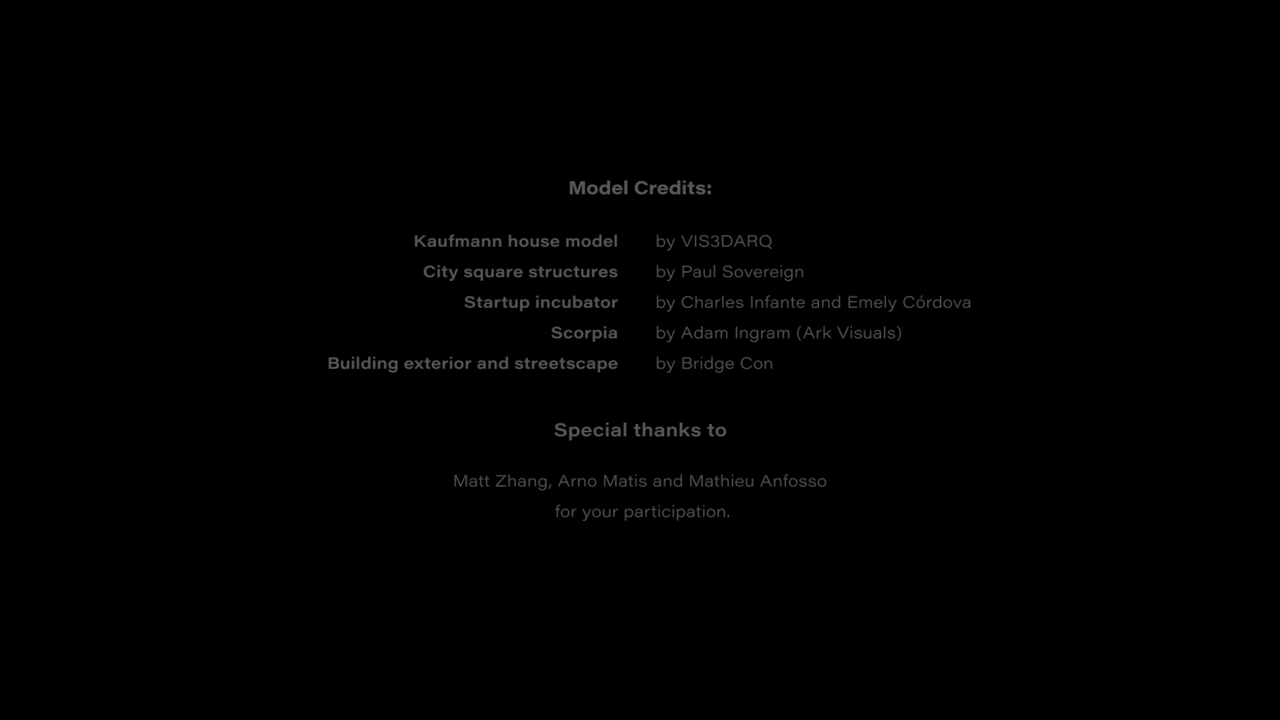 Model Credits:
Kaufmann house model by VIS3DARQ
City square structures by Paul Sovereign
Startup incubator by Charles Infante and Emely Córdova
Scorpia by Adam Ingram (Ark Visuals)
Building exterior and streetscape by Bridge Con
Special thanks to
Matt Zhang, Arno Matis and Mathieu Anfosso
for your participation.